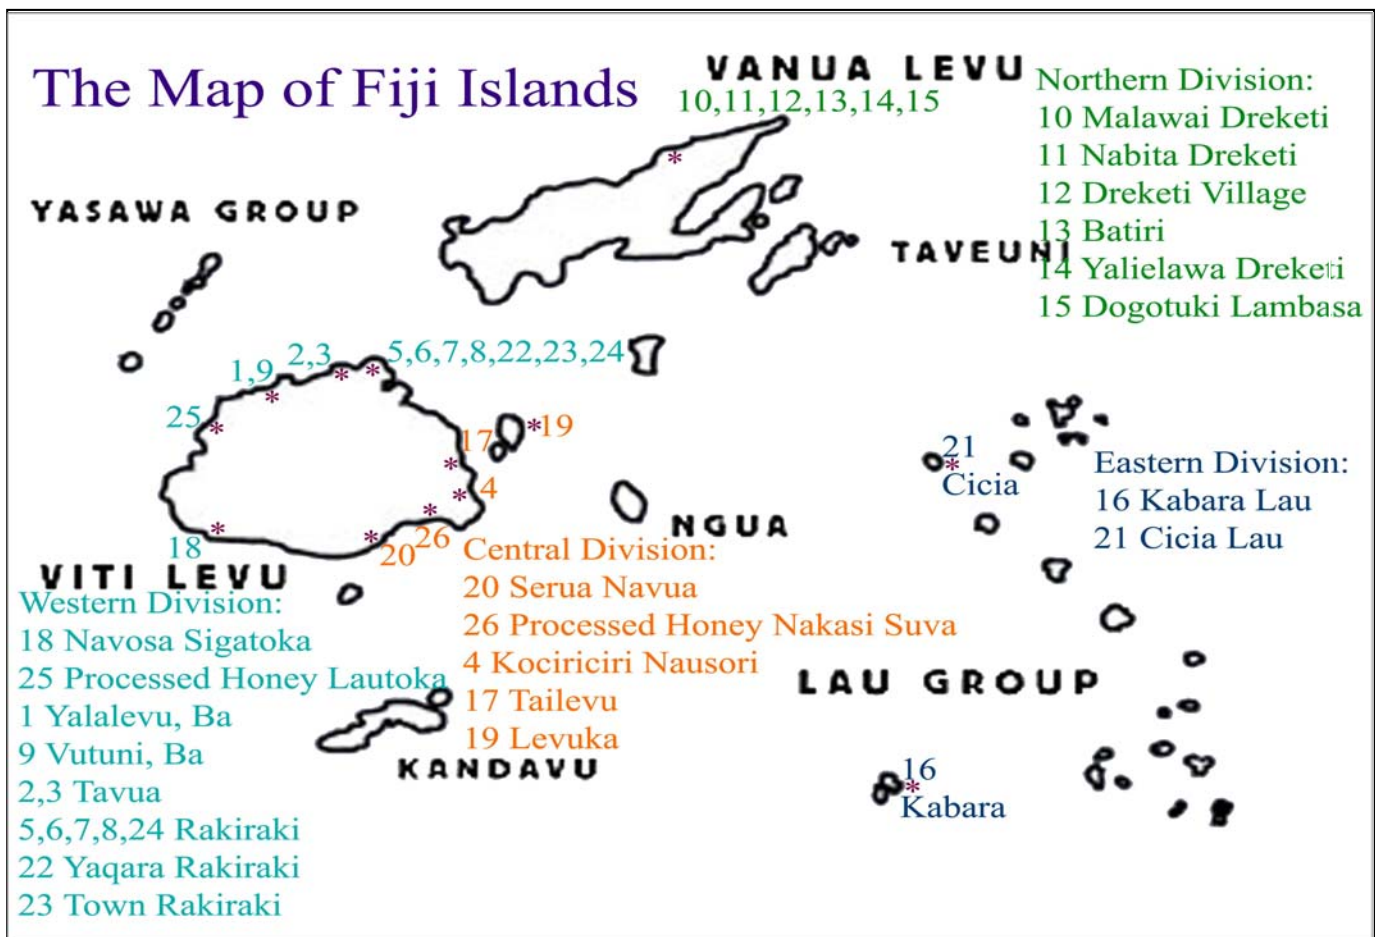 The Map of Fiji Islands
VANUA LEVU
10,11,12,13,14,15
Northern Division:
10 Malawai Dreketi
11 Nabita Dreketi
12 Dreketi Village
13 Batiri
14 Yalielawa Dreketi
15 Dogotuki Lambasa
YASAWA GROUP
*
TAVEUNI
1,9
2,3
5,6,7,8,22,23,24
25
* * * *
17
*19
*
* 4
*
18
*
20
*
26
21
*
Cicia
Eastern Division:
16 Kabara Lau
21 Cicia Lau
NGUA
VITI LEVU
Western Division:
18 Navosa Sigatoka
25 Processed Honey Lautoka
1 Yalalevu, Ba
9 Vutuni, Ba
2,3 Tavua
5,6,7,8,24 Rakiraki
22 Yaqara Rakiraki
23 Town Rakiraki
Central Division:
20 Serua Navua
26 Processed Honey Nakasi Suva
4 Kociriciri Nausori
17 Tailevu
19 Levuka
KANDAVU
LAU GROUP
16
*
Kabara